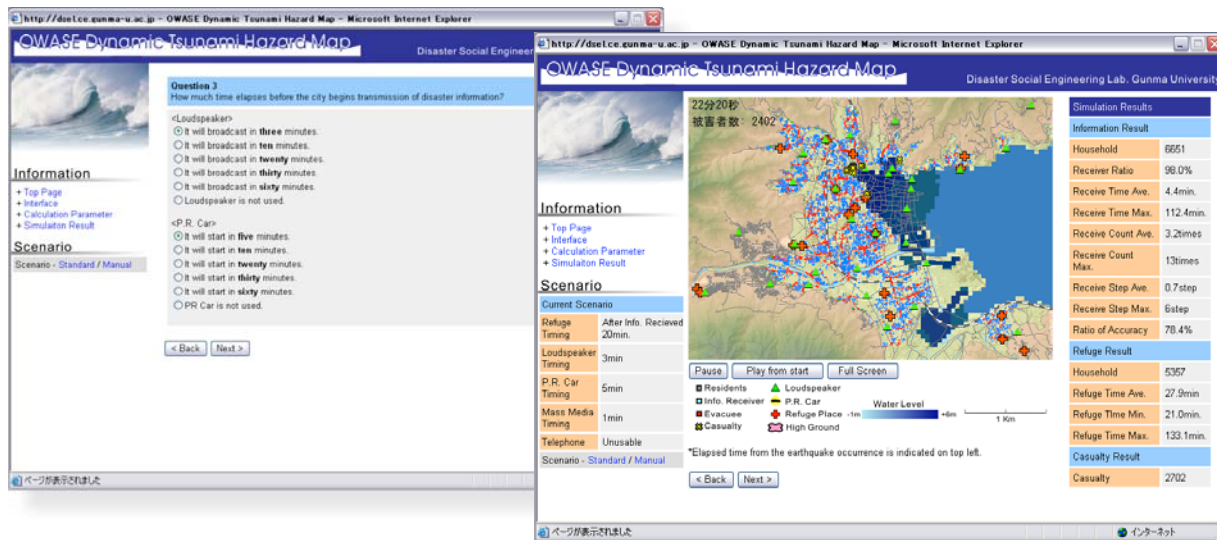 http://dsel.ce.gunma-u.ac.jp - OWASE Dynamic Tsunami Hazard Map - Microsoft Internet Explorer
OWASE Dynamic Tsunami Hazard Map
Disaster Social Engineer
Question 3
How much time elapses before the city begins transmission of disaster information?
<Loudspeaker>
It will broadcast in three minutes.
It will broadcast in ten minutes.
It will broadcast in twenty minutes.
It will broadcast in thirty minutes.
It will broadcast in sixty minutes.
Loudspeaker is not used.
<P.R. Car>
It will start in five minutes.
It will start in ten minutes.
It will start in twenty minutes.
It will start in thirty minutes.
It will start in sixty minutes.
PR Car is not used.
< Back Next >
Information
+ Top Page
+ Interface
+ Calculation Parameter
+ Simulaiton Result
Scenario
Scenario - Standard / Manual
ページが表示されました
http://dsel.ce.gunma-u.ac.jp - OWASE Dynamic Tsunami Hazard Map - Microsoft Internet Explorer
OWASE Dynamic Tsunami Hazard Map
Disaster Social Engineering Lab. Gunma University
Information
+ Top Page
+ Interface
+ Calculation Parameter
+ Simulaiton Result
Scenario
Current Scenario
Refuge Timing After Info. Recieved 20min.
Loudspeaker Timing 3min
P.R. Car Timing 5min
Mass Media Timing 1min
Telephone Unusable
Scenario - Standard / Manual
22分20秒
被害者数: 2402
Pause Play from start Full Screen
Residents Loudspeaker
Info. Receiver P.R. Car Water Level
Evacuee Refuge Place -1m +6m 1 Km
Casualty High Ground
*Elapsed time from the earthquake occurrence is indicated on top left.
< Back Next >
Simulation Results
Information Result
Household 6651
Receiver Ratio 98.0%
Receive Time Ave. 4.4min.
Receive Time Max. 112.4min.
Receive Count Ave. 3.2times
Receive Count Max. 13times
Receive Step Ave. 0.7step
Receive Step Max. 6step
Ratio of Accuracy 78.4%
Refuge Result
Household 5357
Refuge Time Ave. 27.9min
Refuge TIme Min. 21.0min.
Refuge Time Max. 133.1min.
Casualty Result
Casualty 2702
ページが表示されました
インターネット